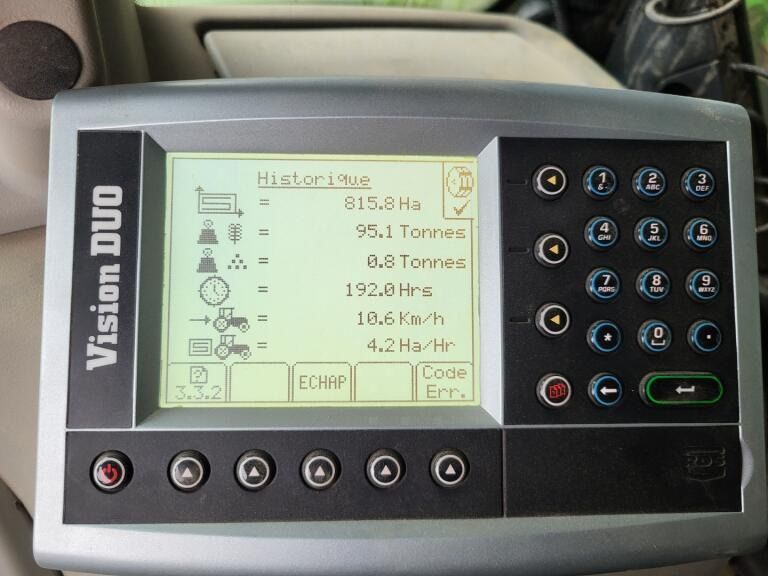 Vision DUO
Historique
= 815.8 Ha
= 95.1 Tonnes
= 0.8 Tonnes
= 192.0 Hrs
= 10.6 Km/h
= 4.2 Ha/Hr
?
3.3.2
ECHAP
Code
Err.
1 &-
2 ABC
3 DEF
4 GHI
5 JKL
6 MNO
7 PQRS
8 TUV
9 WXYZ
* 0 .
RDS